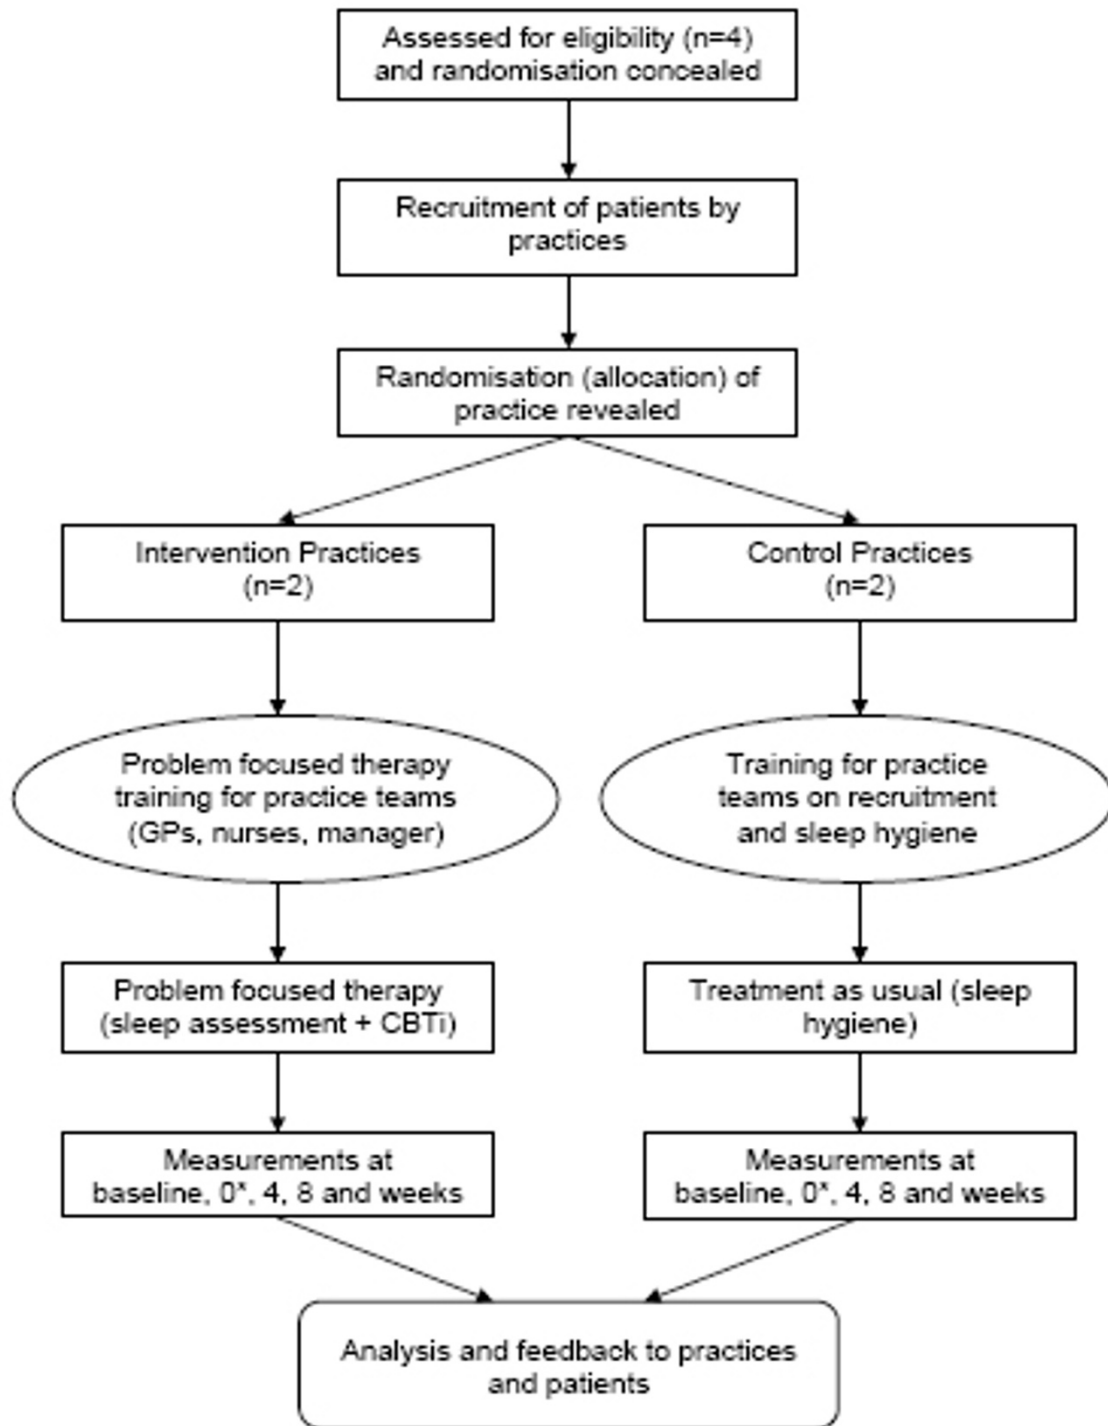 Assessed for eligibility (n=4)
and randomisation concealed
Recruitment of patients by
practices
Randomisation (allocation) of
practice revealed
Intervention Practices
(n=2)
Control Practices
(n=2)
Problem focused therapy
training for practice teams
(GPs, nurses, manager)
Training for practice
teams on recruitment
and sleep hygiene
Problem focused therapy
(sleep assessment + CBTi)
Treatment as usual (sleep
hygiene)
Measurements at
baseline, 0*, 4, 8 and weeks
Measurements at
baseline, 0*, 4, 8 and weeks
Analysis and feedback to practices
and patients